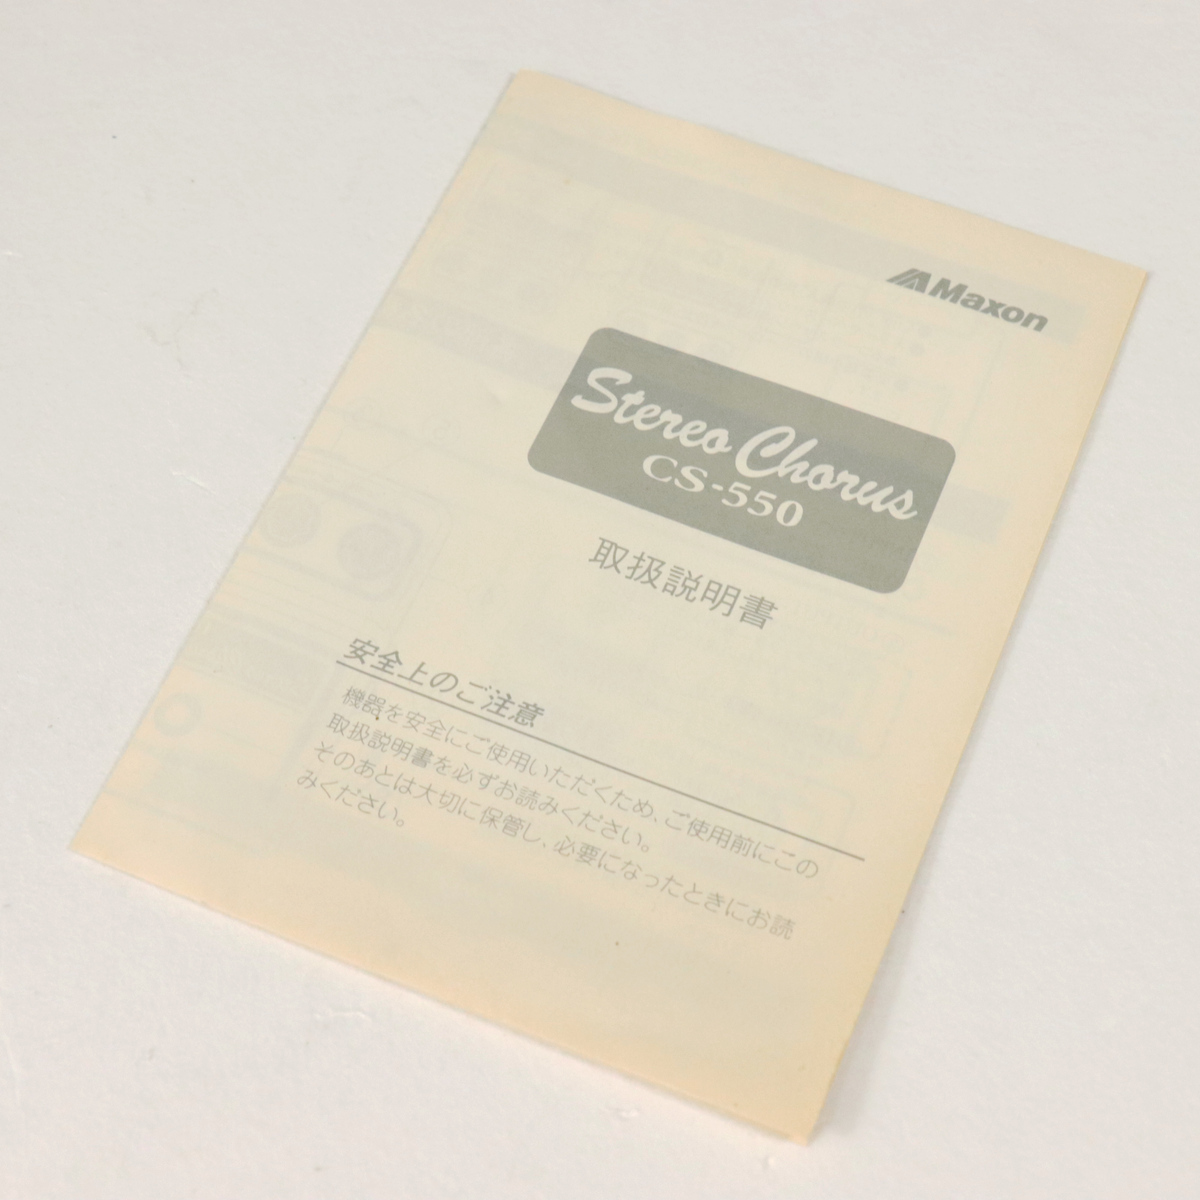 Maxon
Stereo Chorus
CS-550
取扱説明書
安全上のご注意
機器を安全にご使用いただくため、ご使用前にこの
取扱説明書を必ずお読みください。
そのあとは大切に保管し、必要になったときにお読
みください。